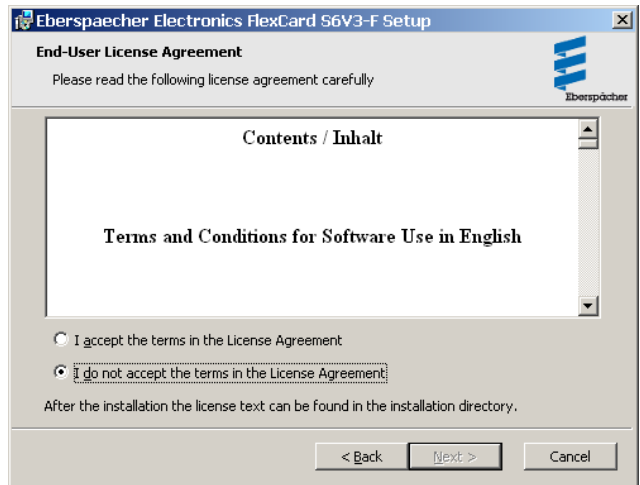 Eberspaecher Electronics FlexCard S6V3-F Setup
End-User License Agreement
Please read the following license agreement carefully
Eberspächer
Contents / Inhalt
Terms and Conditions for Software Use in English
I accept the terms in the License Agreement
I do not accept the terms in the License Agreement
After the installation the license text can be found in the installation directory.
< Back Next > Cancel